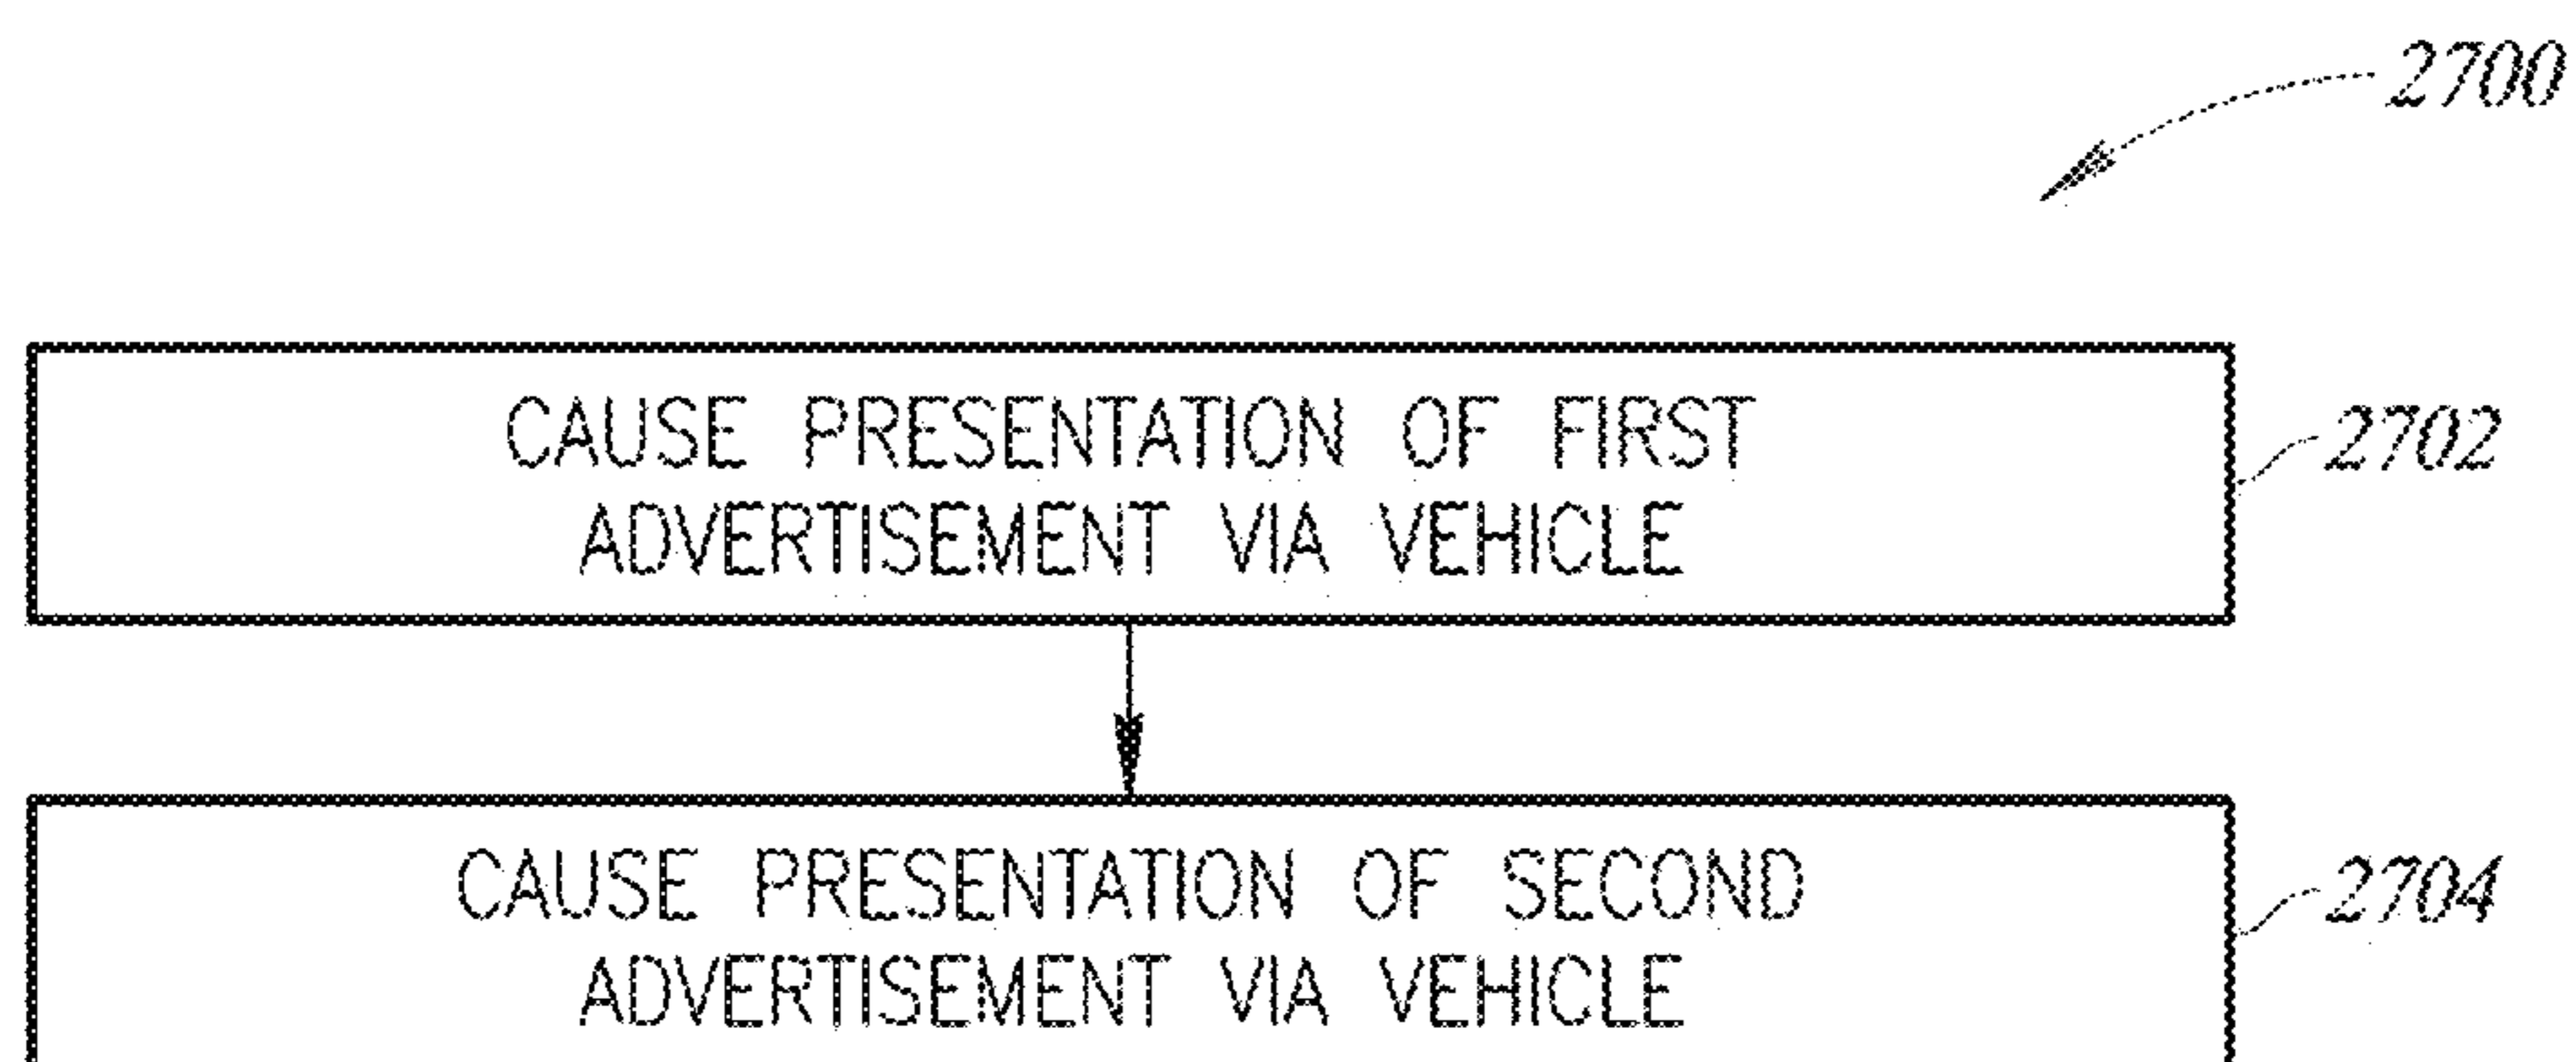 2700
CAUSE PRESENTATION OF FIRST
ADVERTISEMENT VIA VEHICLE
2702
CAUSE PRESENTATION OF SECOND
ADVERTISEMENT VIA VEHICLE
2704